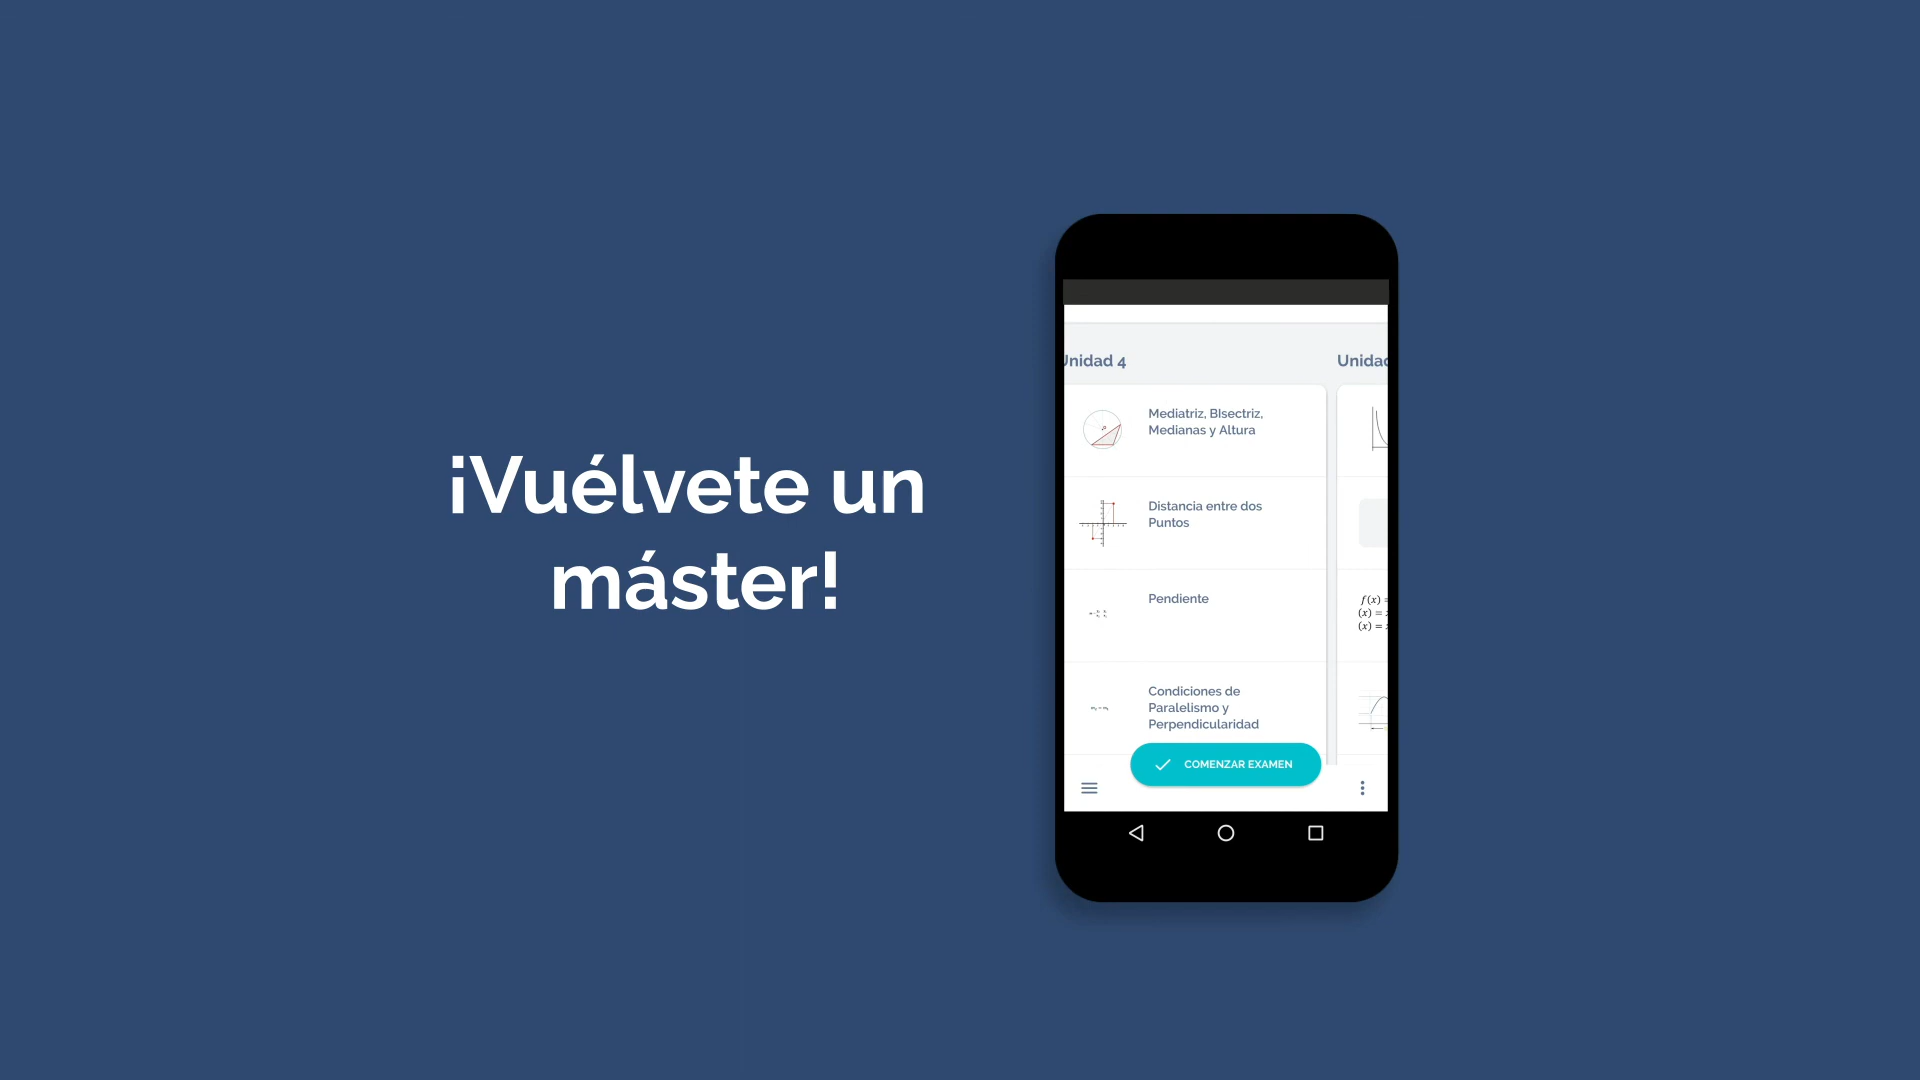 ¡Vuélvete un
máster!
Unidad 4
Unidad
Mediatriz, BIsectriz,
Medianas y Altura
Distancia entre dos
Puntos
Pendiente
f(x) =
(x) =
(x) =
Condiciones de
Paralelismo y
Perpendicularidad
COMENZAR EXAMEN